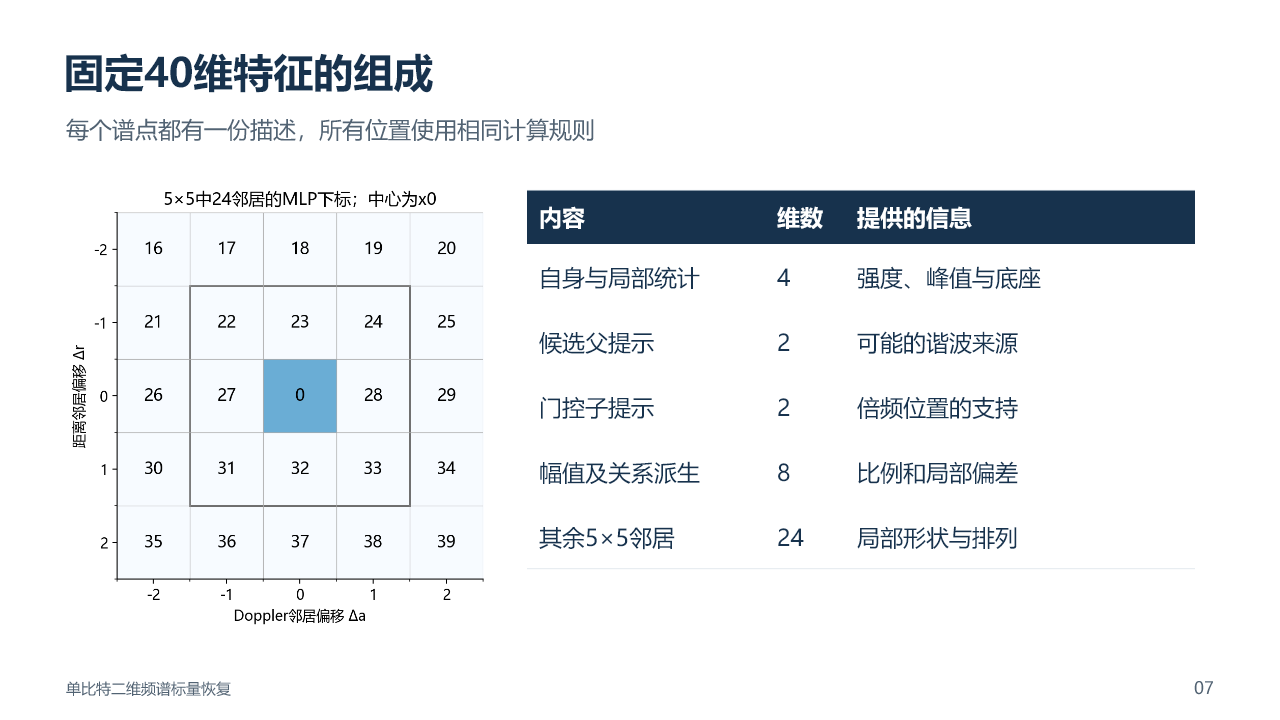 固定40维特征的组成
每个谱点都有一份描述，所有位置使用相同计算规则
5×5中24邻居的MLP下标；中心为x0
-2 16 17 18 19 20
-1 21 22 23 24 25
0 26 27 0 28 29
1 30 31 32 33 34
2 35 36 37 38 39
-2 -1 0 1 2
距离邻居偏移 Δr
Doppler邻居偏移 Δa
内容 维数 提供的信息
自身与局部统计 4 强度、峰值与底座
候选父提示 2 可能的谐波来源
门控子提示 2 倍频位置的支持
幅值及关系派生 8 比例和局部偏差
其余5×5邻居 24 局部形状与排列
单比特二维频谱标量恢复
07